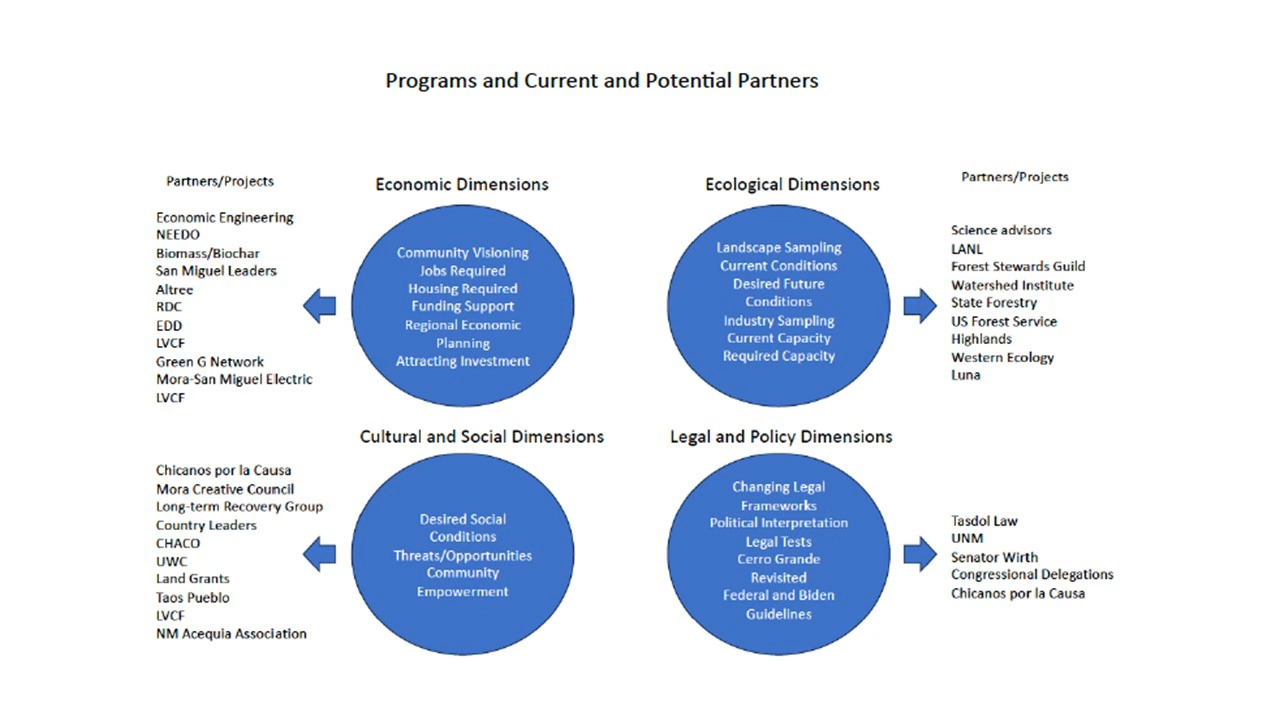 Programs and Current and Potential Partners
Partners/Projects
Economic Engineering
NEEDO
Biomass/Biochar
San Miguel Leaders
Altree
RDC
EDD
LVCF
Green G Network
Mora-San Miguel Electric
LVCF
Economic Dimensions
Community Visioning
Jobs Required
Housing Required
Funding Support
Regional Economic
Planning
Attracting Investment
Ecological Dimensions
Landscape Sampling
Current Conditions
Desired Future
Conditions
Industry Sampling
Current Capacity
Required Capacity
Partners/Projects
Science advisors
LANL
Forest Stewards Guild
Watershed Institute
State Forestry
US Forest Service
Highlands
Western Ecology
Luna
Chicanos por la Causa
Mora Creative Council
Long-term Recovery Group
Country Leaders
CHACO
UWC
Land Grants
Taos Pueblo
LVCF
NM Acequia Association
Cultural and Social Dimensions
Desired Social
Conditions
Threats/Opportunities
Community
Empowerment
Legal and Policy Dimensions
Changing Legal
Frameworks
Political Interpretation
Legal Tests
Cerro Grande
Revisited
Federal and Biden
Guidelines
Tasdol Law
UNM
Senator Wirth
Congressional Delegations
Chicanos por la Causa